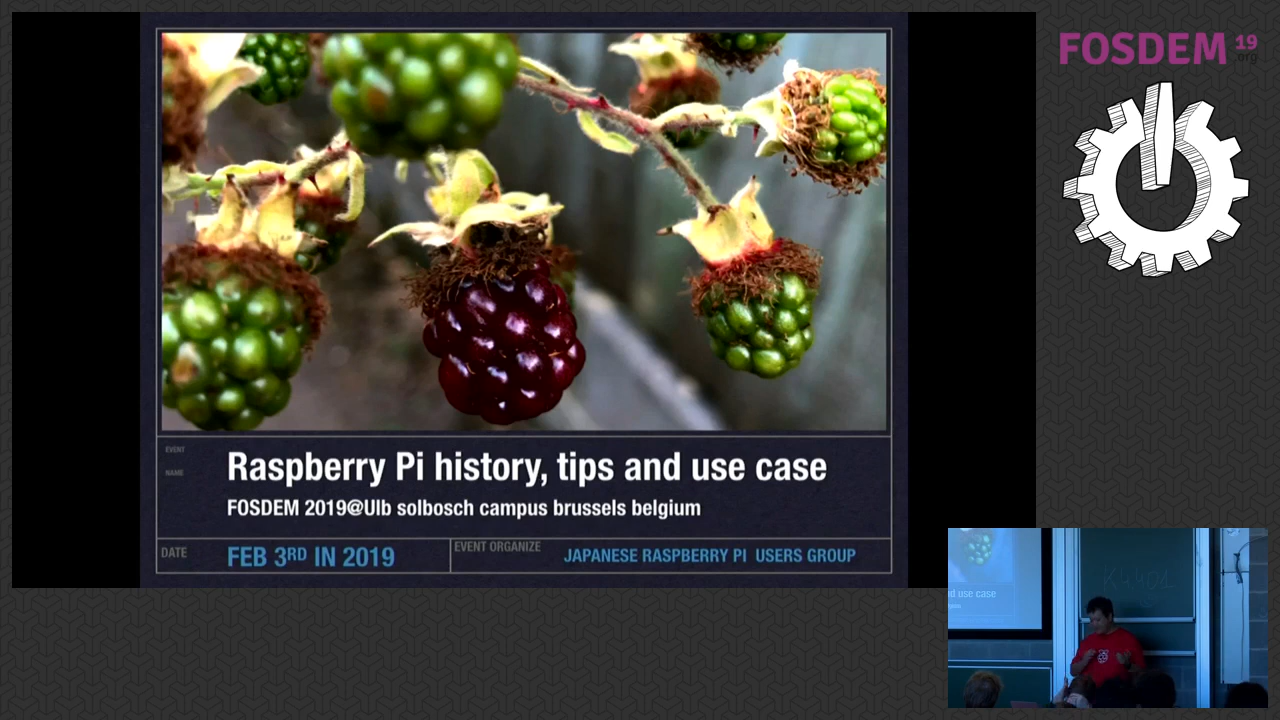 FOSDEM 19
.org
EVENT
NAME
Raspberry Pi history, tips and use case
FOSDEM 2019@Ulb solbosch campus brussels belgium
DATE
FEB 3RD IN 2019
EVENT ORGANIZE
JAPANESE RASPBERRY PI USERS GROUP
K4401
d use case